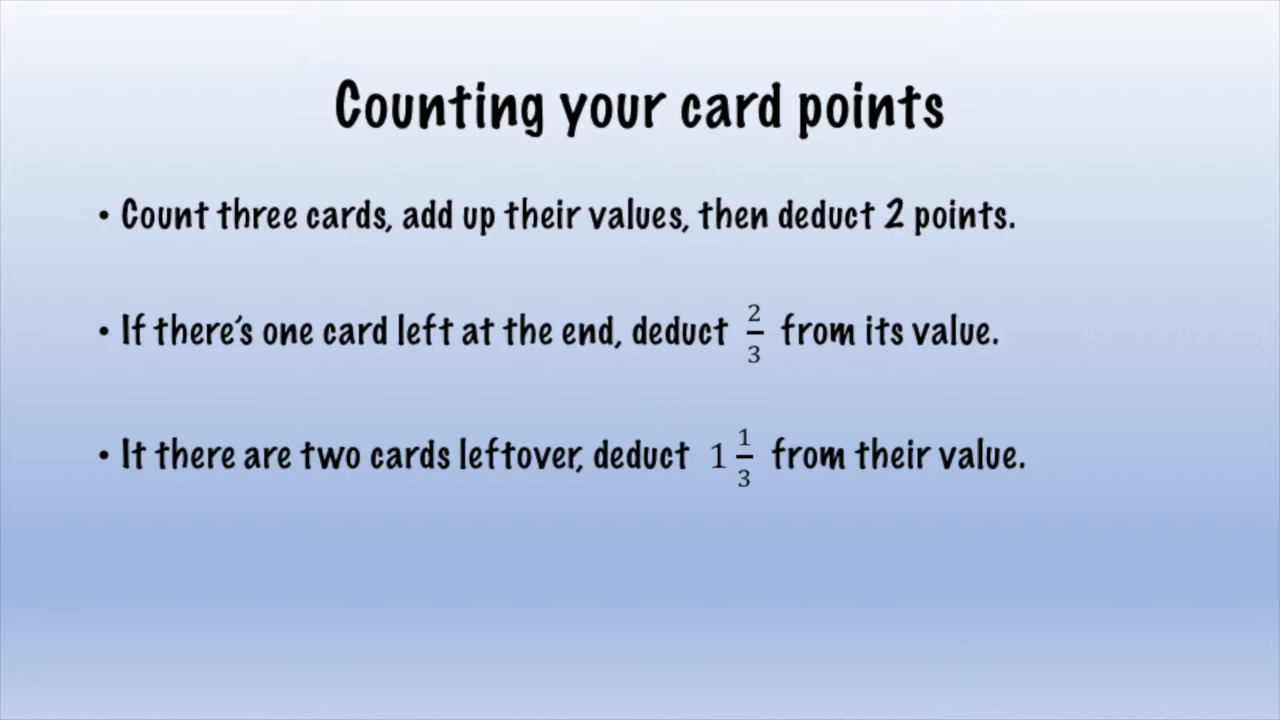 Counting your card points
• Count three cards, add up their values, then deduct 2 points.
• If there's one card left at the end, deduct 2/3 from its value.
• It there are two cards leftover, deduct 1 1/3 from their value.